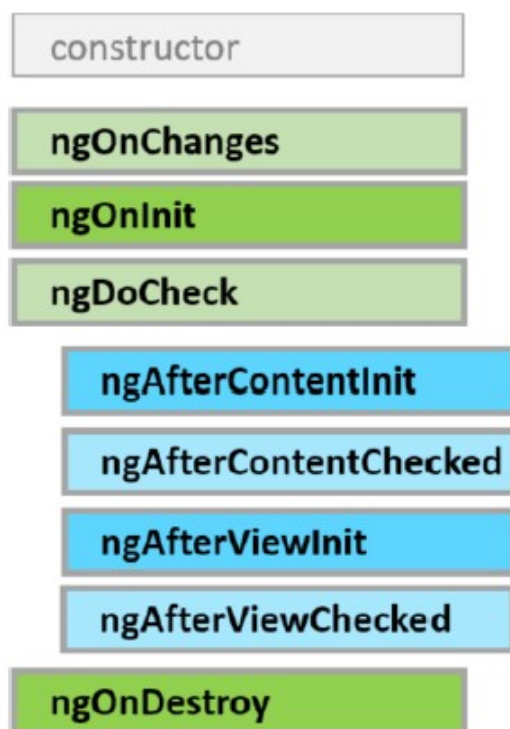 constructor
ngOnChanges
ngOnInit
ngDoCheck
ngAfterContentInit
ngAfterContentChecked
ngAfterViewInit
ngAfterViewChecked
ngOnDestroy